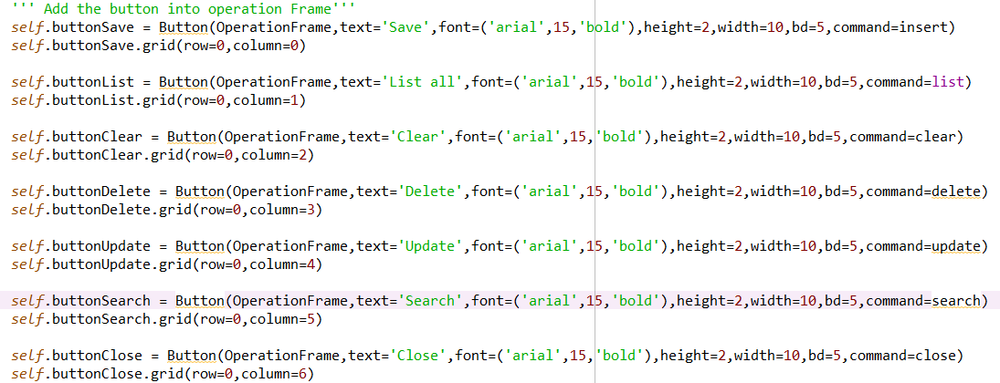 ''' Add the button into operation Frame'''
self.buttonSave = Button(OperationFrame,text='Save',font=('arial',15,'bold'),height=2,width=10,bd=5,command=insert)
self.buttonSave.grid(row=0,column=0)
self.buttonList = Button(OperationFrame,text='List all',font=('arial',15,'bold'),height=2,width=10,bd=5,command=list)
self.buttonList.grid(row=0,column=1)
self.buttonClear = Button(OperationFrame,text='Clear',font=('arial',15,'bold'),height=2,width=10,bd=5,command=clear)
self.buttonClear.grid(row=0,column=2)
self.buttonDelete = Button(OperationFrame,text='Delete',font=('arial',15,'bold'),height=2,width=10,bd=5,command=delete)
self.buttonDelete.grid(row=0,column=3)
self.buttonUpdate = Button(OperationFrame,text='Update',font=('arial',15,'bold'),height=2,width=10,bd=5,command=update)
self.buttonUpdate.grid(row=0,column=4)
self.buttonSearch = Button(OperationFrame,text='Search',font=('arial',15,'bold'),height=2,width=10,bd=5,command=search)
self.buttonSearch.grid(row=0,column=5)
self.buttonClose = Button(OperationFrame,text='Close',font=('arial',15,'bold'),height=2,width=10,bd=5,command=close)
self.buttonClose.grid(row=0,column=6)